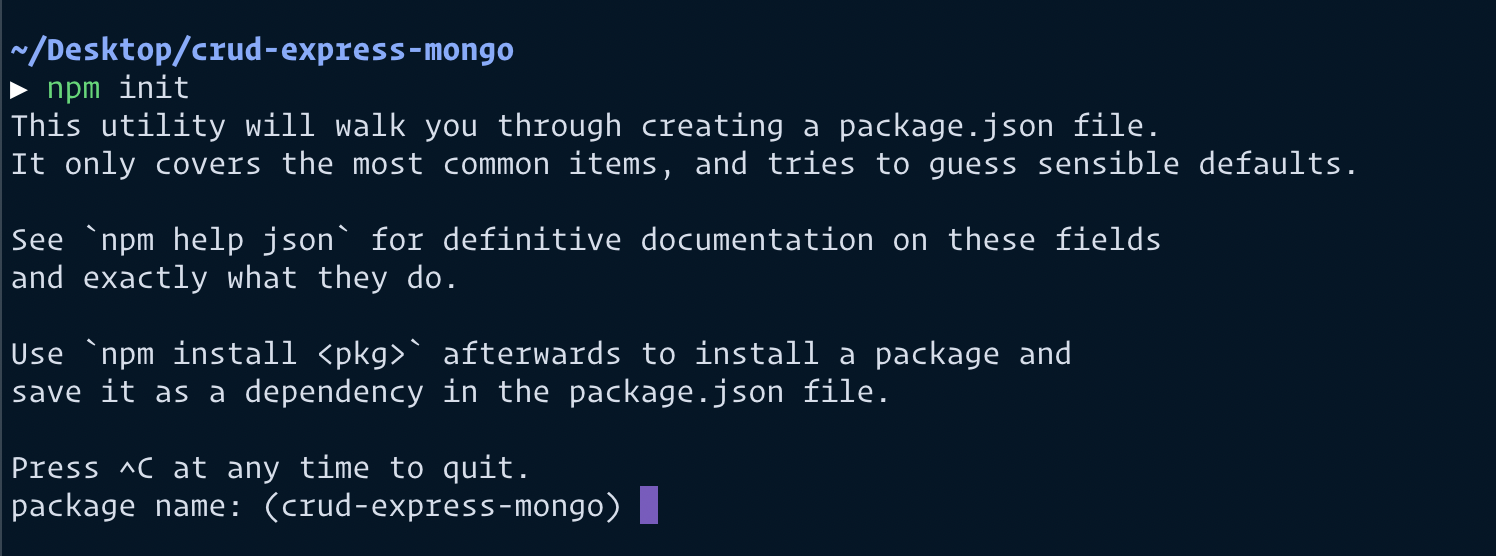 ~/Desktop/crud-express-mongo
▶ npm init
This utility will walk you through creating a package.json file.
It only covers the most common items, and tries to guess sensible defaults.
See `npm help json` for definitive documentation on these fields
and exactly what they do.
Use `npm install <pkg>` afterwards to install a package and
save it as a dependency in the package.json file.
Press ^C at any time to quit.
package name: (crud-express-mongo)